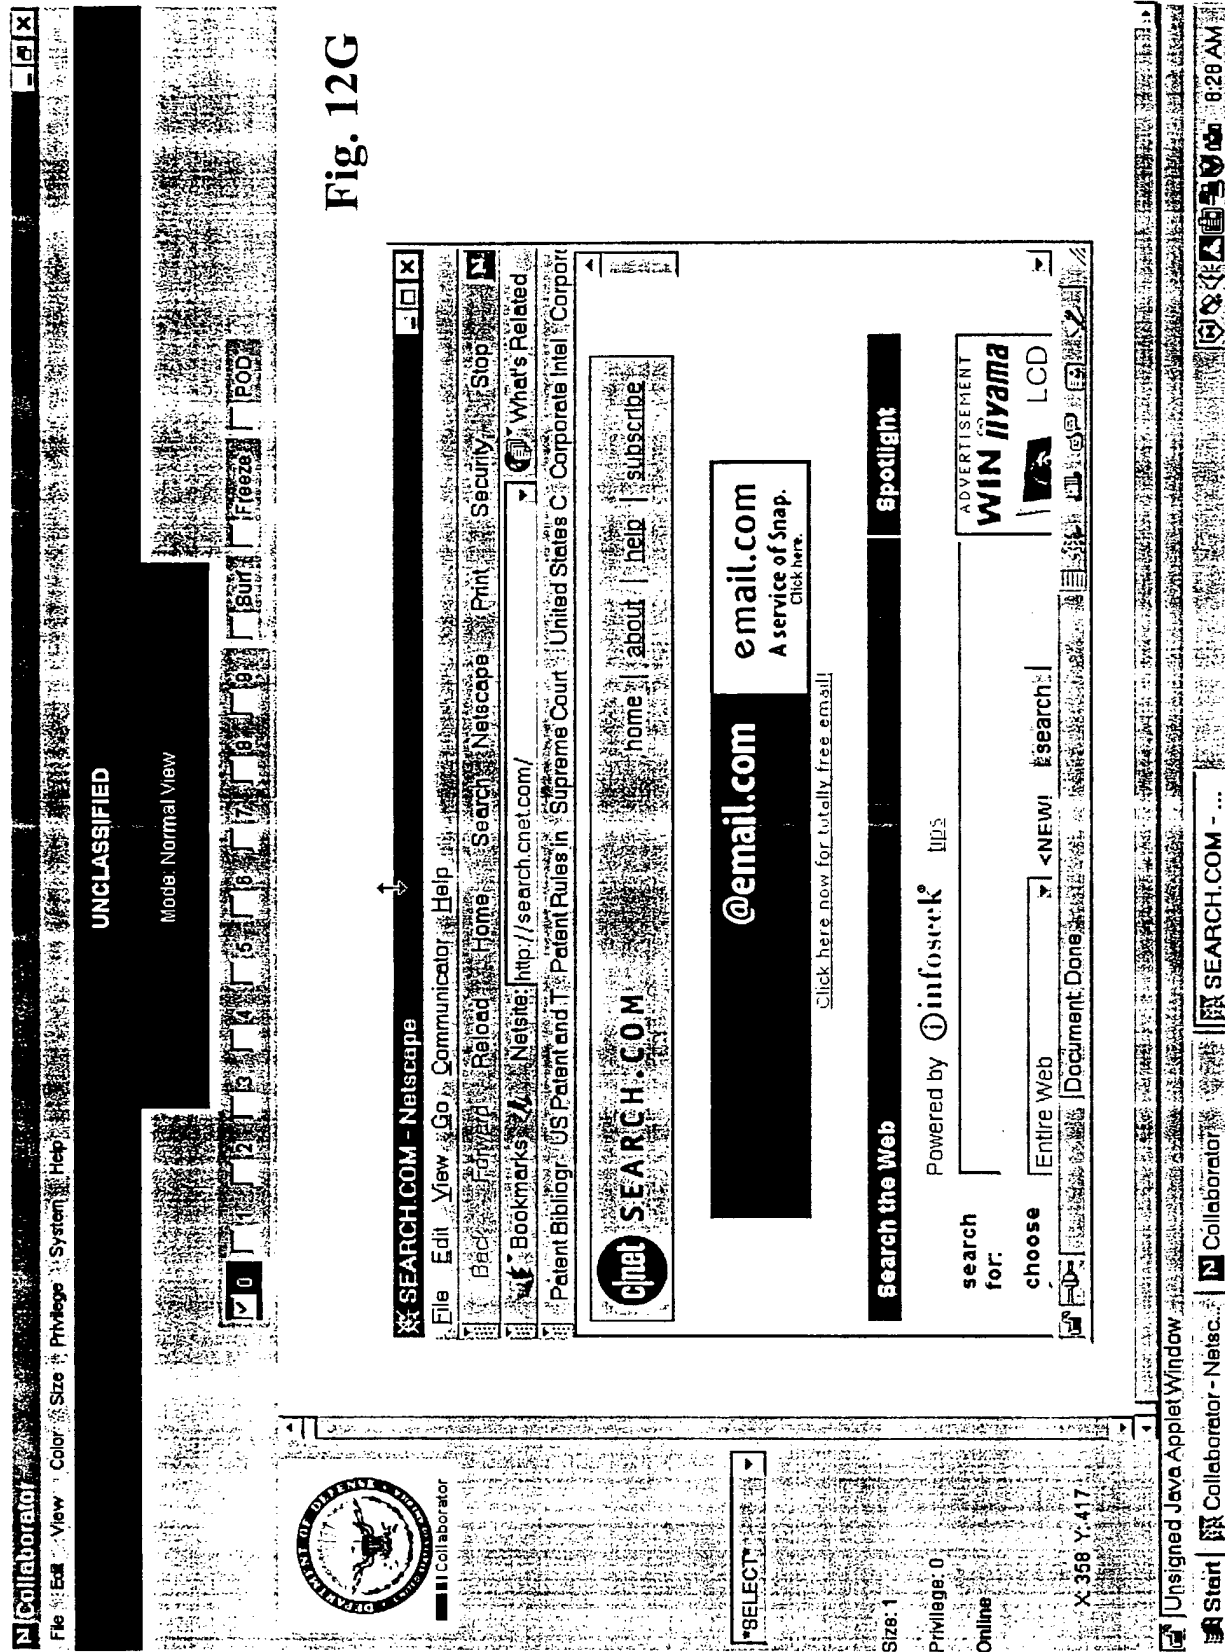 Collaborator
File Edit View Color Size Privilege System Help
UNCLASSIFIED
Mode: Normal View
0 1 2 3 4 5 6 7 8 9 Burn Freeze POD
Fig. 12G
DEPARTMENT OF DEFENSE
Collaborator
*SELECT*
Size: 1
Privilege: 0
Online
X: 358 Y: 417
SEARCH.COM - Netscape
File Edit View Go Communicator Help
Back Forward Reload Home Search Netscape Print Security Stop
Bookmarks Netsite: http://search.cnet.com/ What's Related
Patent Bibliogr US Patent and T Patent Rules in Supreme Court United States C Corporate Intel Corpora
c|net SEARCH.COM home | about | help | subscribe
@email.com email.com
A service of Snap.
Click here.
Click here now for totally free email!
Search the Web Spotlight
Powered by infoseek tips
search
for:
choose Entire Web <NEW! search
ADVERTISEMENT
WIN iiyama
LCD
Document: Done
Unsigned Java Applet Window
Start Collaborator - Netsc... Collaborator SEARCH.COM - ... 8:28 AM